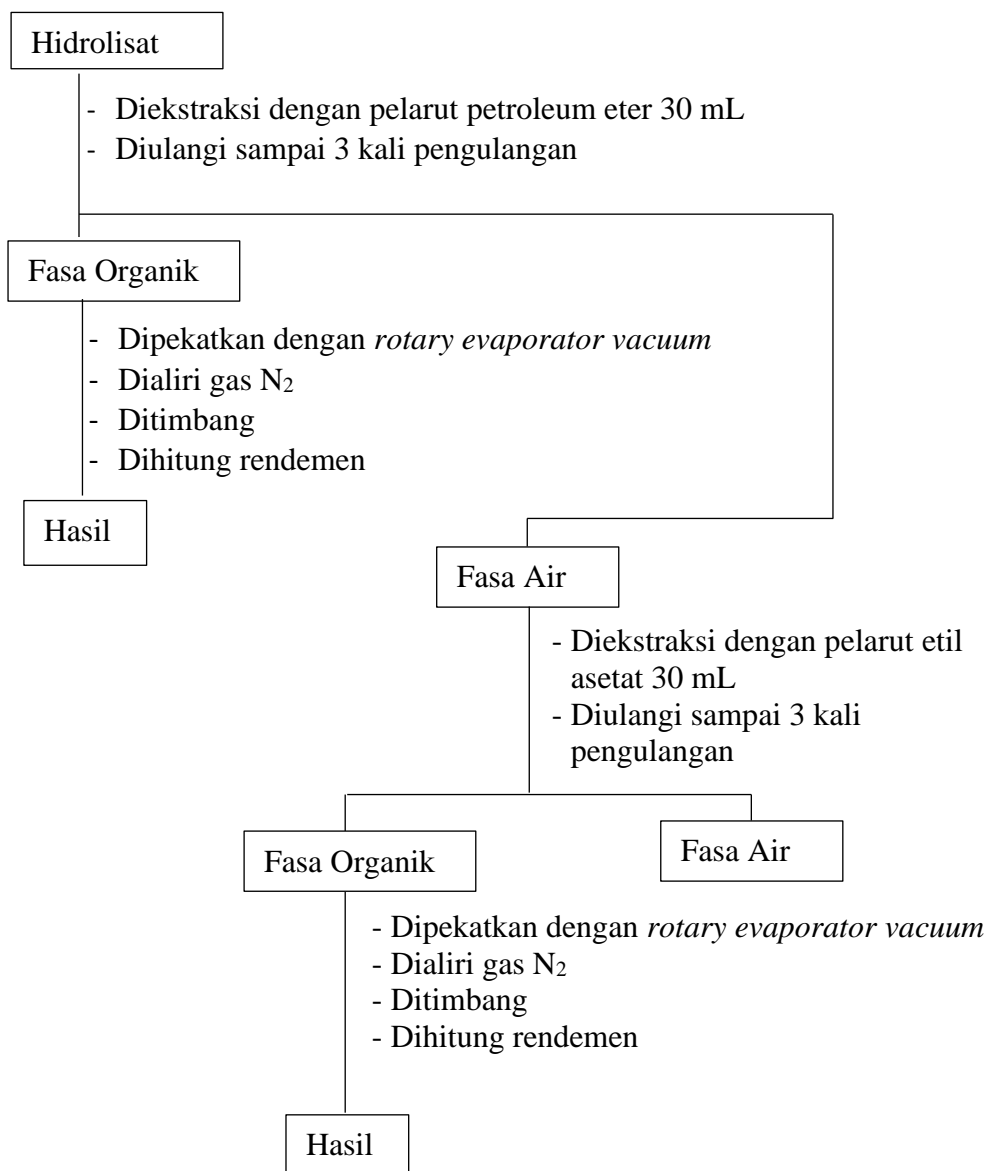 Hidrolisat
- Diekstraksi dengan pelarut petroleum eter 30 mL
- Diulangi sampai 3 kali pengulangan
Fasa Organik
- Dipekatkan dengan rotary evaporator vacuum
- Dialiri gas N₂
- Ditimbang
- Dihitung rendemen
Hasil
Fasa Air
- Diekstraksi dengan pelarut etil
asetat 30 mL
- Diulangi sampai 3 kali
pengulangan
Fasa Organik
Fasa Air
- Dipekatkan dengan rotary evaporator vacuum
- Dialiri gas N₂
- Ditimbang
- Dihitung rendemen
Hasil